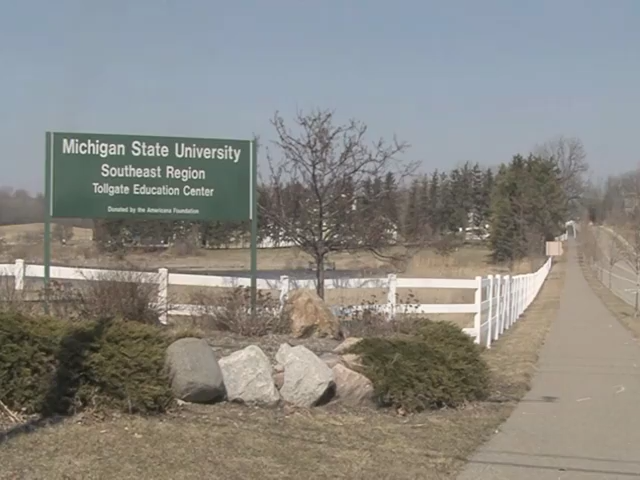 Michigan State University
Southeast Region
Tollgate Education Center
Donated by the Americana Foundation